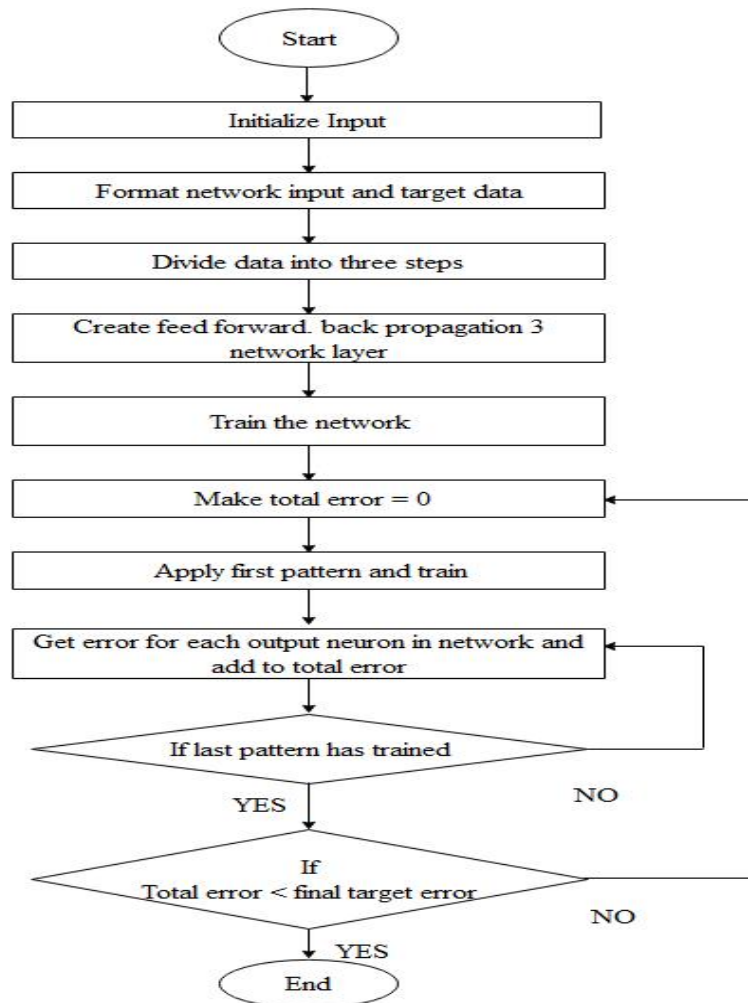 Start
Initialize Input
Format network input and target data
Divide data into three steps
Create feed forward. back propagation 3
network layer
Train the network
Make total error = 0
Apply first pattern and train
Get error for each output neuron in network and
add to total error
If last pattern has trained
NO
YES
If
Total error < final target error
NO
YES
End